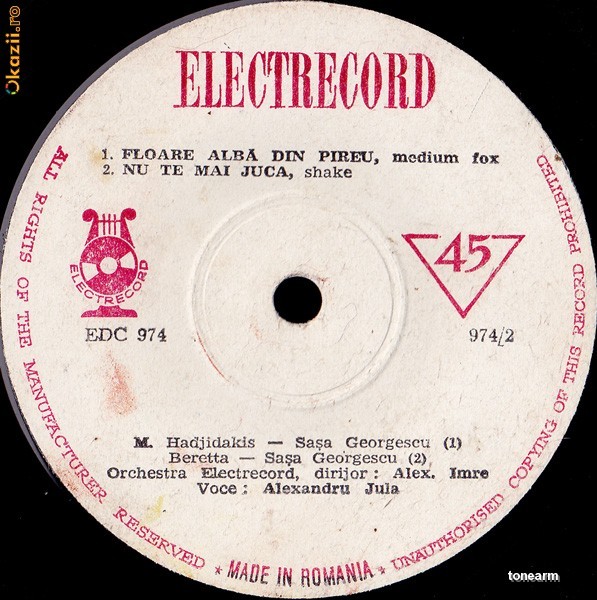 Okazii.ro
ELECTRECORD
1. FLOARE ALBĂ DIN PIREU, medium fox
2. NU TE MAI JUCA, shake
ELECTRECORD
45
EDC 974
974/2
M. Hadjidakis — Sașa Georgescu (1)
Beretta — Sașa Georgescu (2)
Orchestra Electrecord, dirijor : Alex. Imre
Voce : Alexandru Jula
ALL RIGHTS OF THE MANUFACTURER RESERVED * MADE IN ROMANIA * UNAUTHORISED COPYING OF THIS RECORD PROHIBITED
tonearm